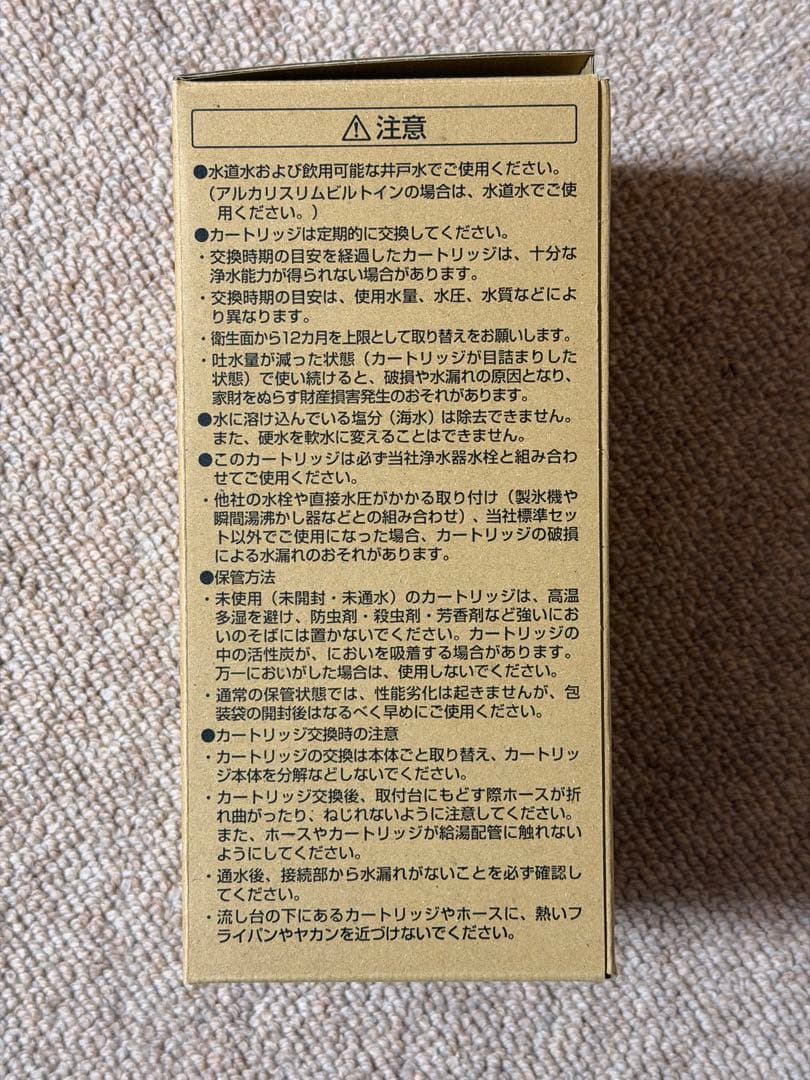 ⚠注意
●水道水および飲用可能な井戸水でご使用ください。
（アルカリスリムビルトインの場合は、水道水でご使
用ください。）
●カートリッジは定期的に交換してください。
・交換時期の目安を経過したカートリッジは、十分な
浄水能力が得られない場合があります。
・交換時期の目安は、使用水量、水圧、水質などによ
り異なります。
・衛生面から12カ月を上限として取り替えをお願いします。
・吐水量が減った状態（カートリッジが目詰まりした
状態）で使い続けると、破損や水漏れの原因となり、
家財をぬらす財産損害発生のおそれがあります。
●水に溶け込んでいる塩分（海水）は除去できません。
また、硬水を軟水に変えることはできません。
●このカートリッジは必ず当社浄水器水栓と組み合わ
せてご使用ください。
・他社の水栓や直接水圧がかかる取り付け（製氷機や
瞬間湯沸かし器などとの組み合わせ）、当社標準セッ
ト以外でご使用になった場合、カートリッジの破損
による水漏れのおそれがあります。
●保管方法
・未使用（未開封・未通水）のカートリッジは、高温
多湿を避け、防虫剤・殺虫剤・芳香剤など強いにお
いのそばには置かないでください。カートリッジの
中の活性炭が、においを吸着する場合があります。
万一においがした場合は、使用しないでください。
・通常の保管状態では、性能劣化は起きませんが、包
装袋の開封後はなるべく早めにご使用ください。
●カートリッジ交換時の注意
・カートリッジの交換は本体ごと取り替え、カートリッ
ジ本体を分解などしないでください。
・カートリッジ交換後、取付台にもどす際ホースが折
れ曲がったり、ねじれないように注意してください。
また、ホースやカートリッジが給湯配管に触れない
ようにしてください。
・通水後、接続部から水漏れがないことを必ず確認し
てください。
・流し台の下にあるカートリッジやホースに、熱いフ
ライパンやヤカンを近づけないでください。